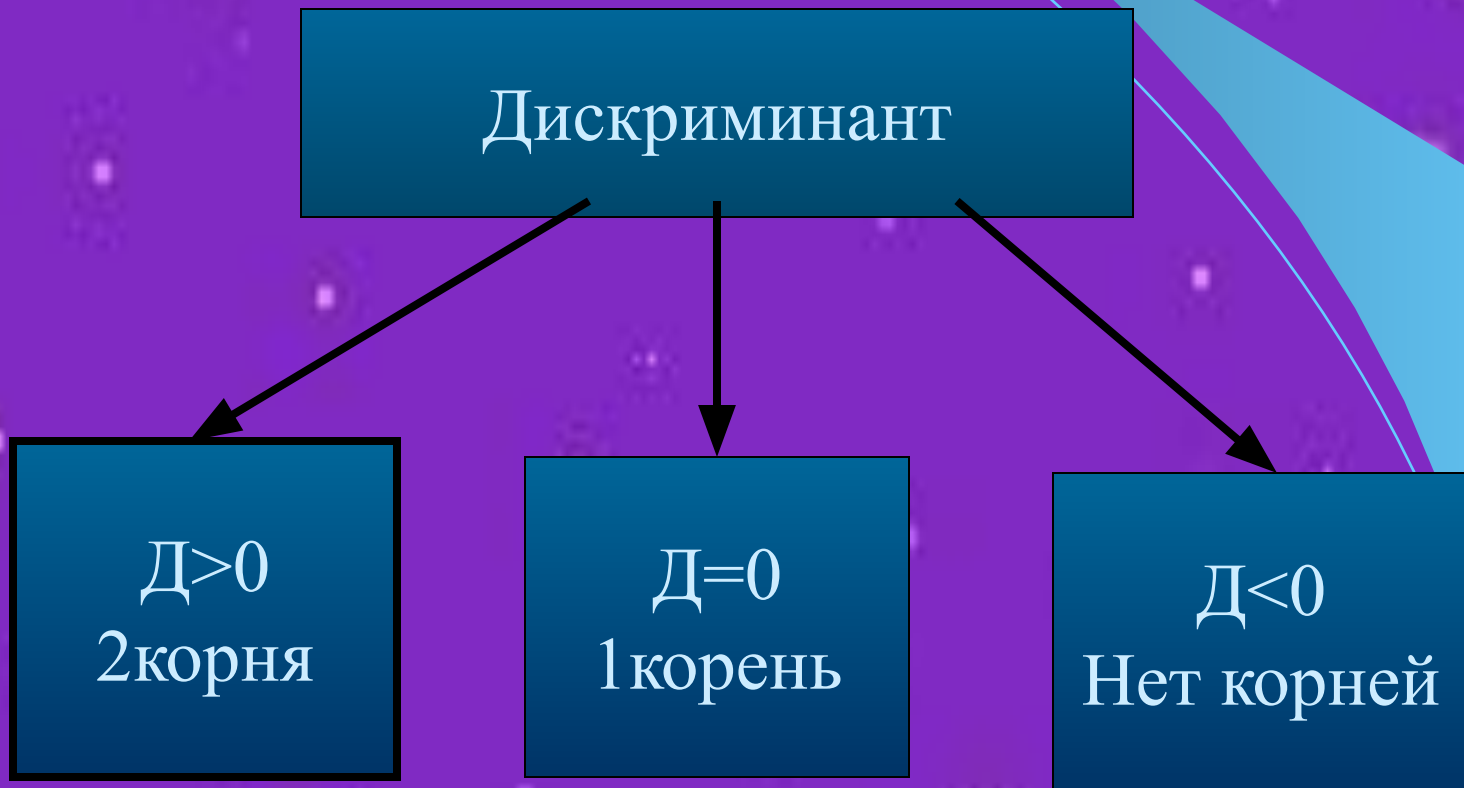 Дискриминант
Д>0
2корня
Д=0
1корень
Д<0
Нет корней